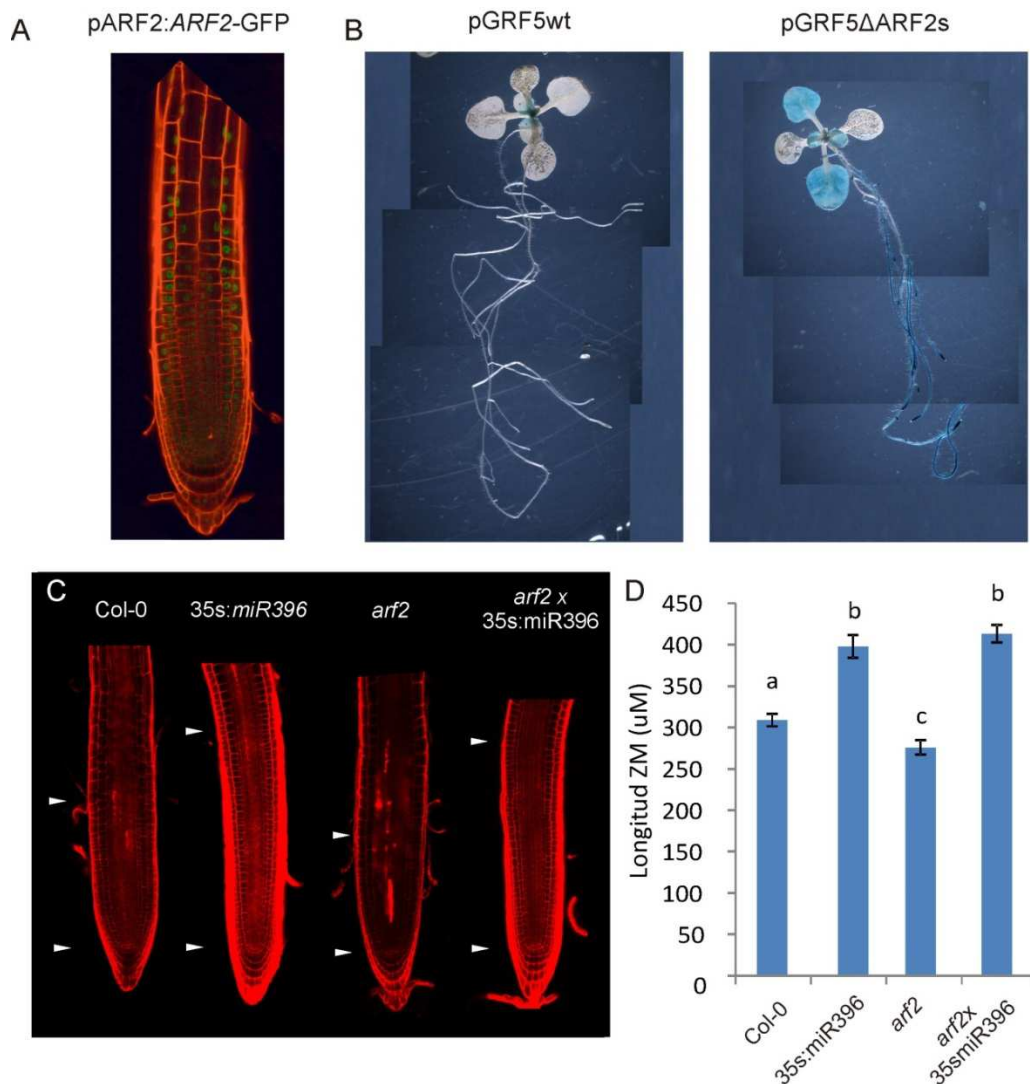 A
pARF2:ARF2-GFP
B
pGRF5wt
pGRF5ΔARF2s
C
Col-0
35s:miR396
arf2
arf2 x
35s:miR396
D
Longitud ZM (uM)
450
400
350
300
250
200
150
100
50
0
a
b
c
b
Col-0
35s:miR396
arf2
arf2x
35smiR396